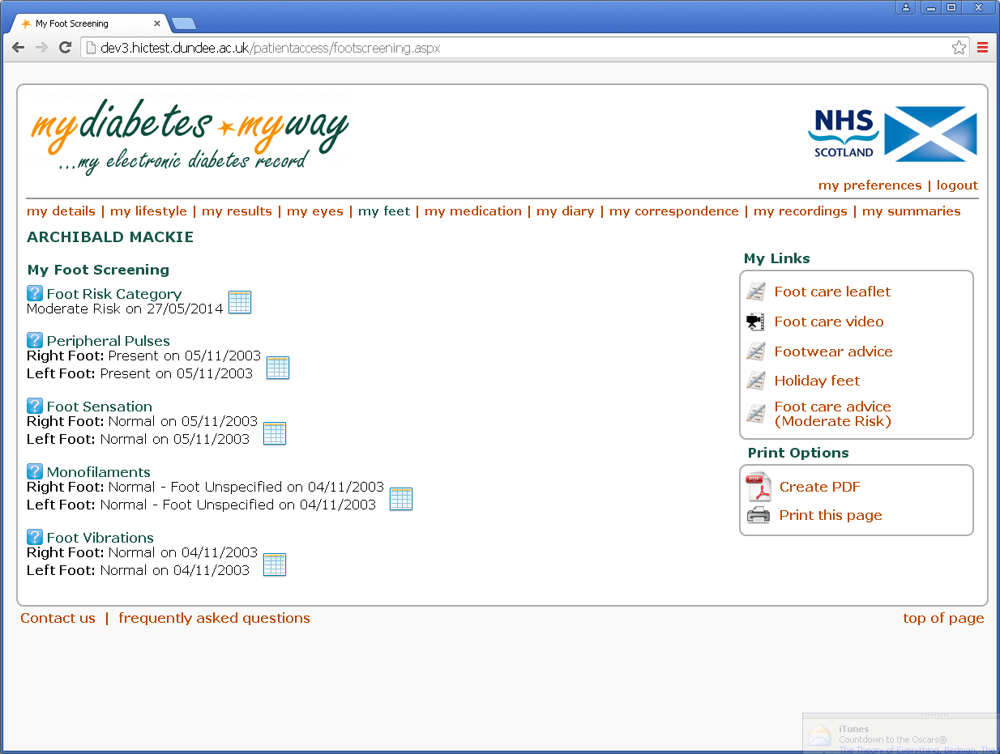 My Foot Screening
dev3.hictest.dundee.ac.uk/patientaccess/footscreening.aspx
mydiabetes myway
...my electronic diabetes record
NHS
SCOTLAND
my preferences | logout
my details | my lifestyle | my results | my eyes | my feet | my medication | my diary | my correspondence | my recordings | my summaries
ARCHIBALD MACKIE
My Foot Screening
? Foot Risk Category
Moderate Risk on 27/05/2014
? Peripheral Pulses
Right Foot: Present on 05/11/2003
Left Foot: Present on 05/11/2003
? Foot Sensation
Right Foot: Normal on 05/11/2003
Left Foot: Normal on 05/11/2003
? Monofilaments
Right Foot: Normal - Foot Unspecified on 04/11/2003
Left Foot: Normal - Foot Unspecified on 04/11/2003
? Foot Vibrations
Right Foot: Normal on 04/11/2003
Left Foot: Normal on 04/11/2003
My Links
Foot care leaflet
Foot care video
Footwear advice
Holiday feet
Foot care advice
(Moderate Risk)
Print Options
PDF
Create PDF
Print this page
Contact us | frequently asked questions
top of page
iTunes
Countdown to the Oscars®
The Theory of Everything, Birdman, The